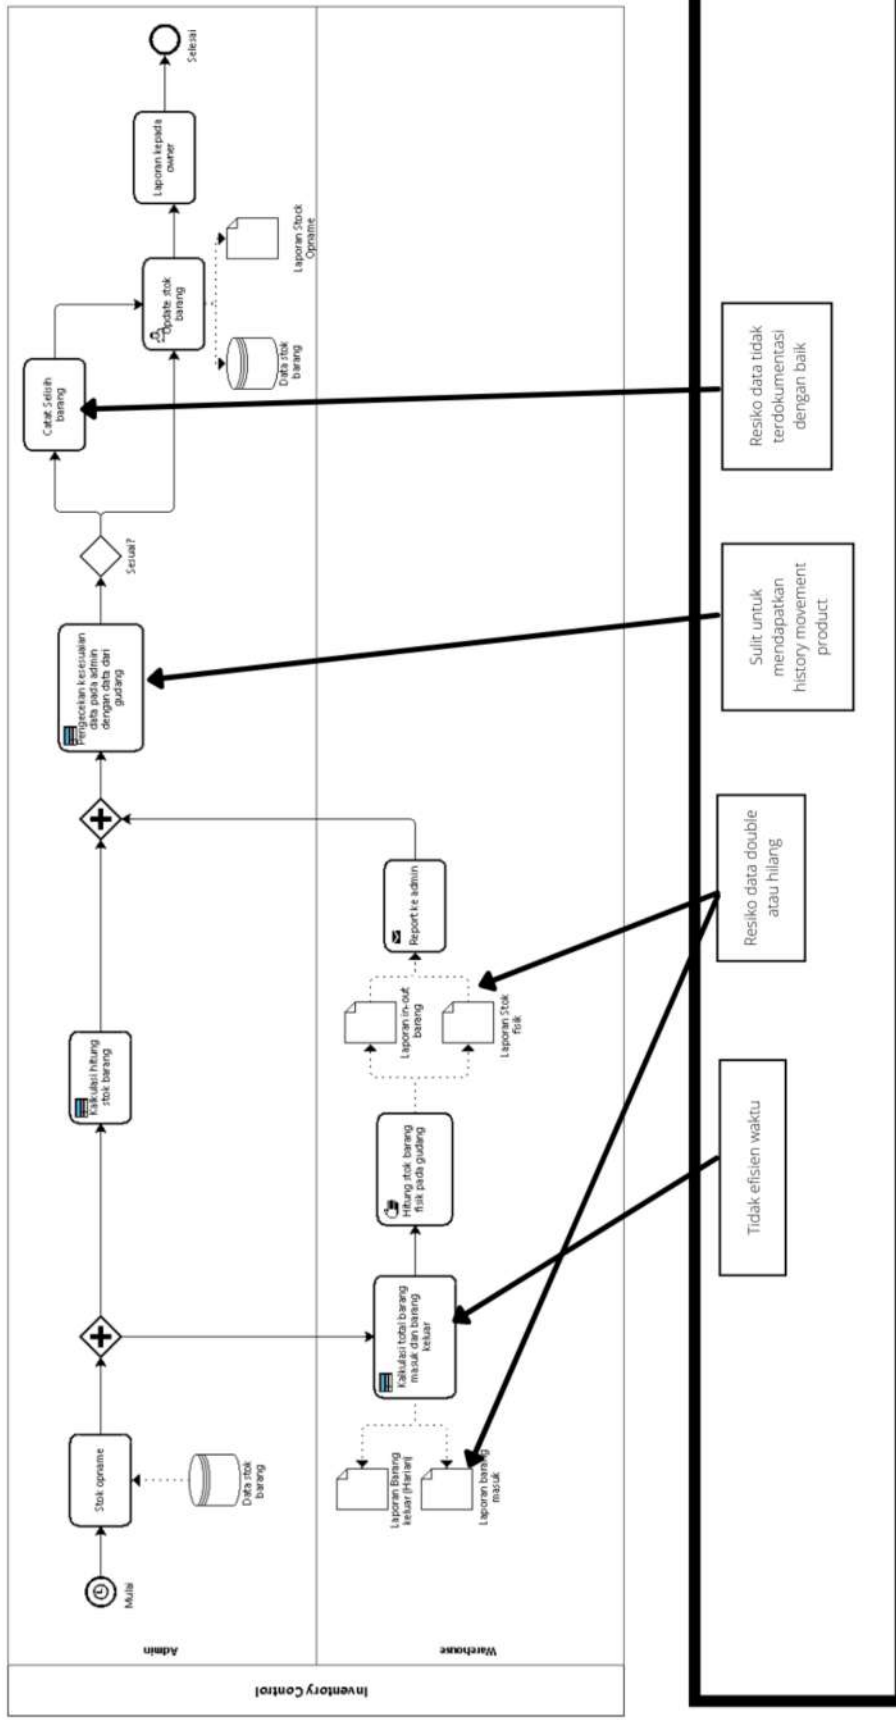 Inventory Control
Admin
Warehouse
Mulai
Stok opname
Data stok
barang
Kalkulasi hitung
stok barang
Pengecekan kesesuaian
data pada admin
dengan data dari
gudang
Sesuai?
Catat Selisih
barang
Update stok
barang
Data stok
barang
Laporan Stock
Opname
Laporan kepada
owner
Selesai
Laporan Barang
keluar (Harian)
Laporan barang
masuk
Kalkulasi total barang
masuk dan barang
keluar
Hitung stok barang
fisik pada gudang
Laporan in-out
barang
Laporan Stok
fisik
Report ke admin
Tidak efisien waktu
Resiko data double
atau hilang
Sulit untuk
mendapatkan
history movement
product
Resiko data tidak
terdokumentasi
dengan baik